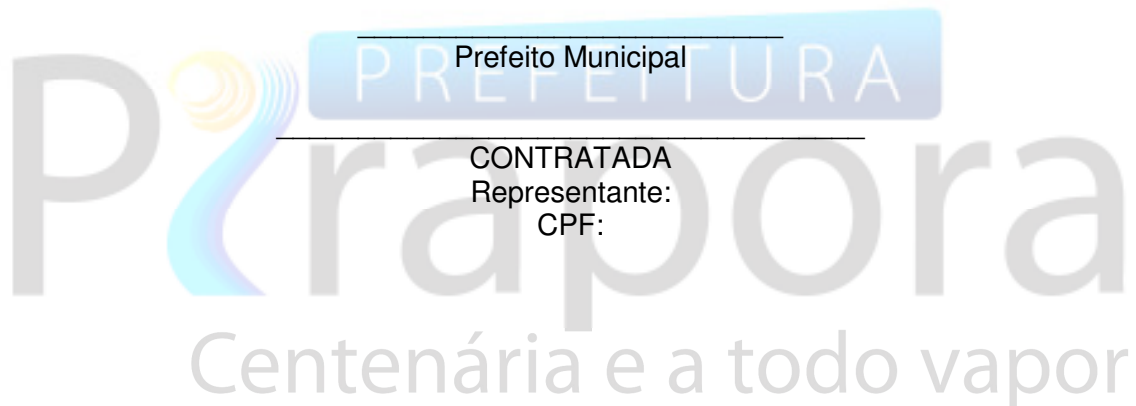 Prefeito Municipal
PREFEITURA
CONTRATADA
Representante:
CPF:
Pirapora
Centenária e a todo vapor